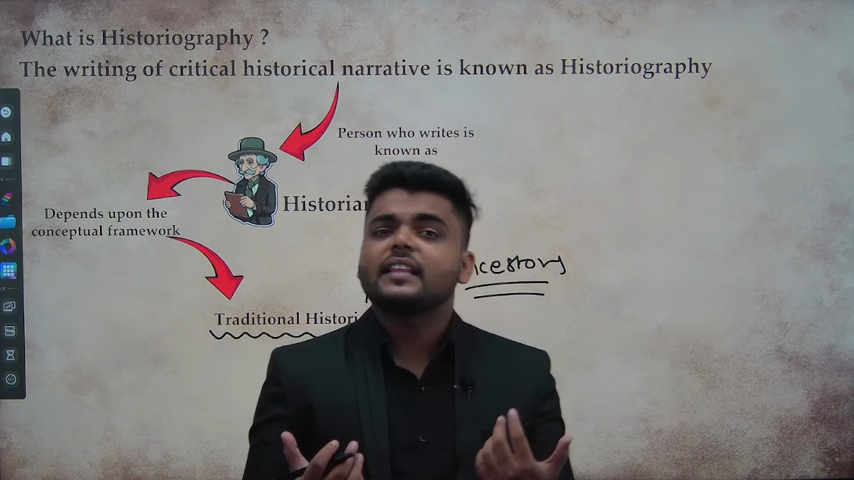 What is Historiography ?
The writing of critical historical narrative is known as Historiography
Person who writes is
known as
Historian
Depends upon the
conceptual framework
Traditional Histori